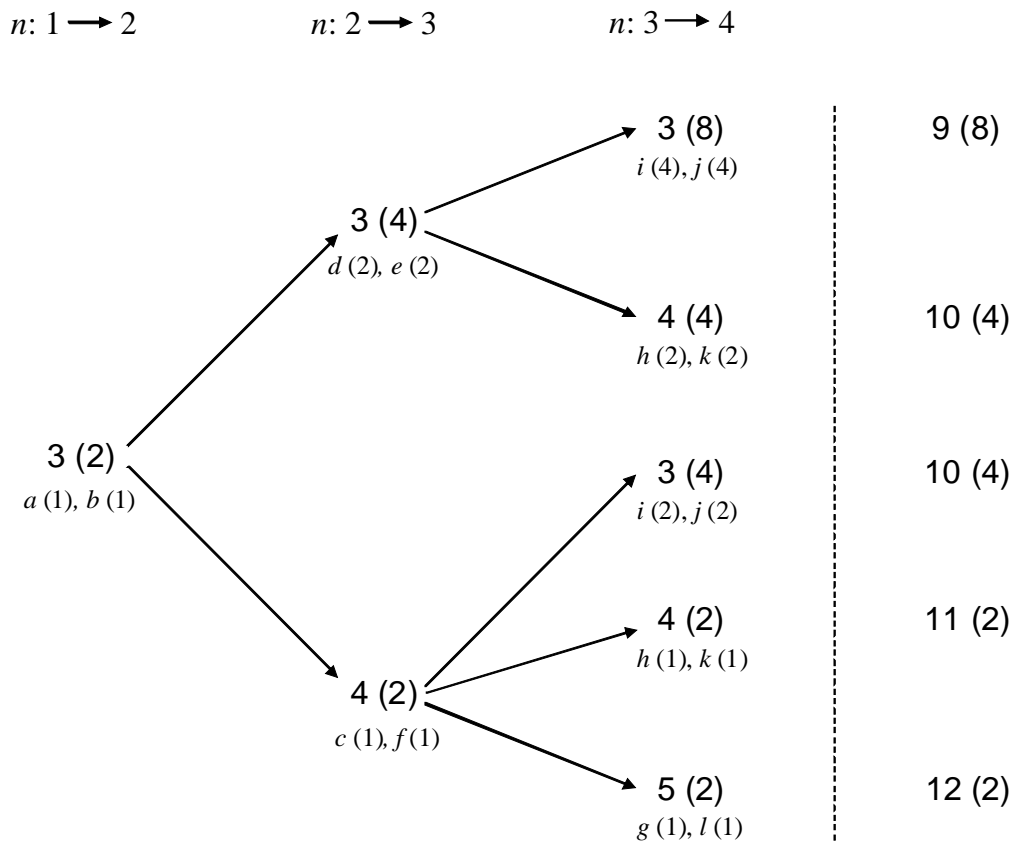 n: 1 → 2 n: 2 → 3 n: 3 → 4
3 (8) 9 (8)
i (4), j (4)
3 (4)
d (2), e (2)
4 (4) 10 (4)
h (2), k (2)
3 (2)
a (1), b (1)
3 (4) 10 (4)
i (2), j (2)
4 (2) 11 (2)
h (1), k (1)
4 (2)
c (1), f (1)
5 (2) 12 (2)
g (1), l (1)